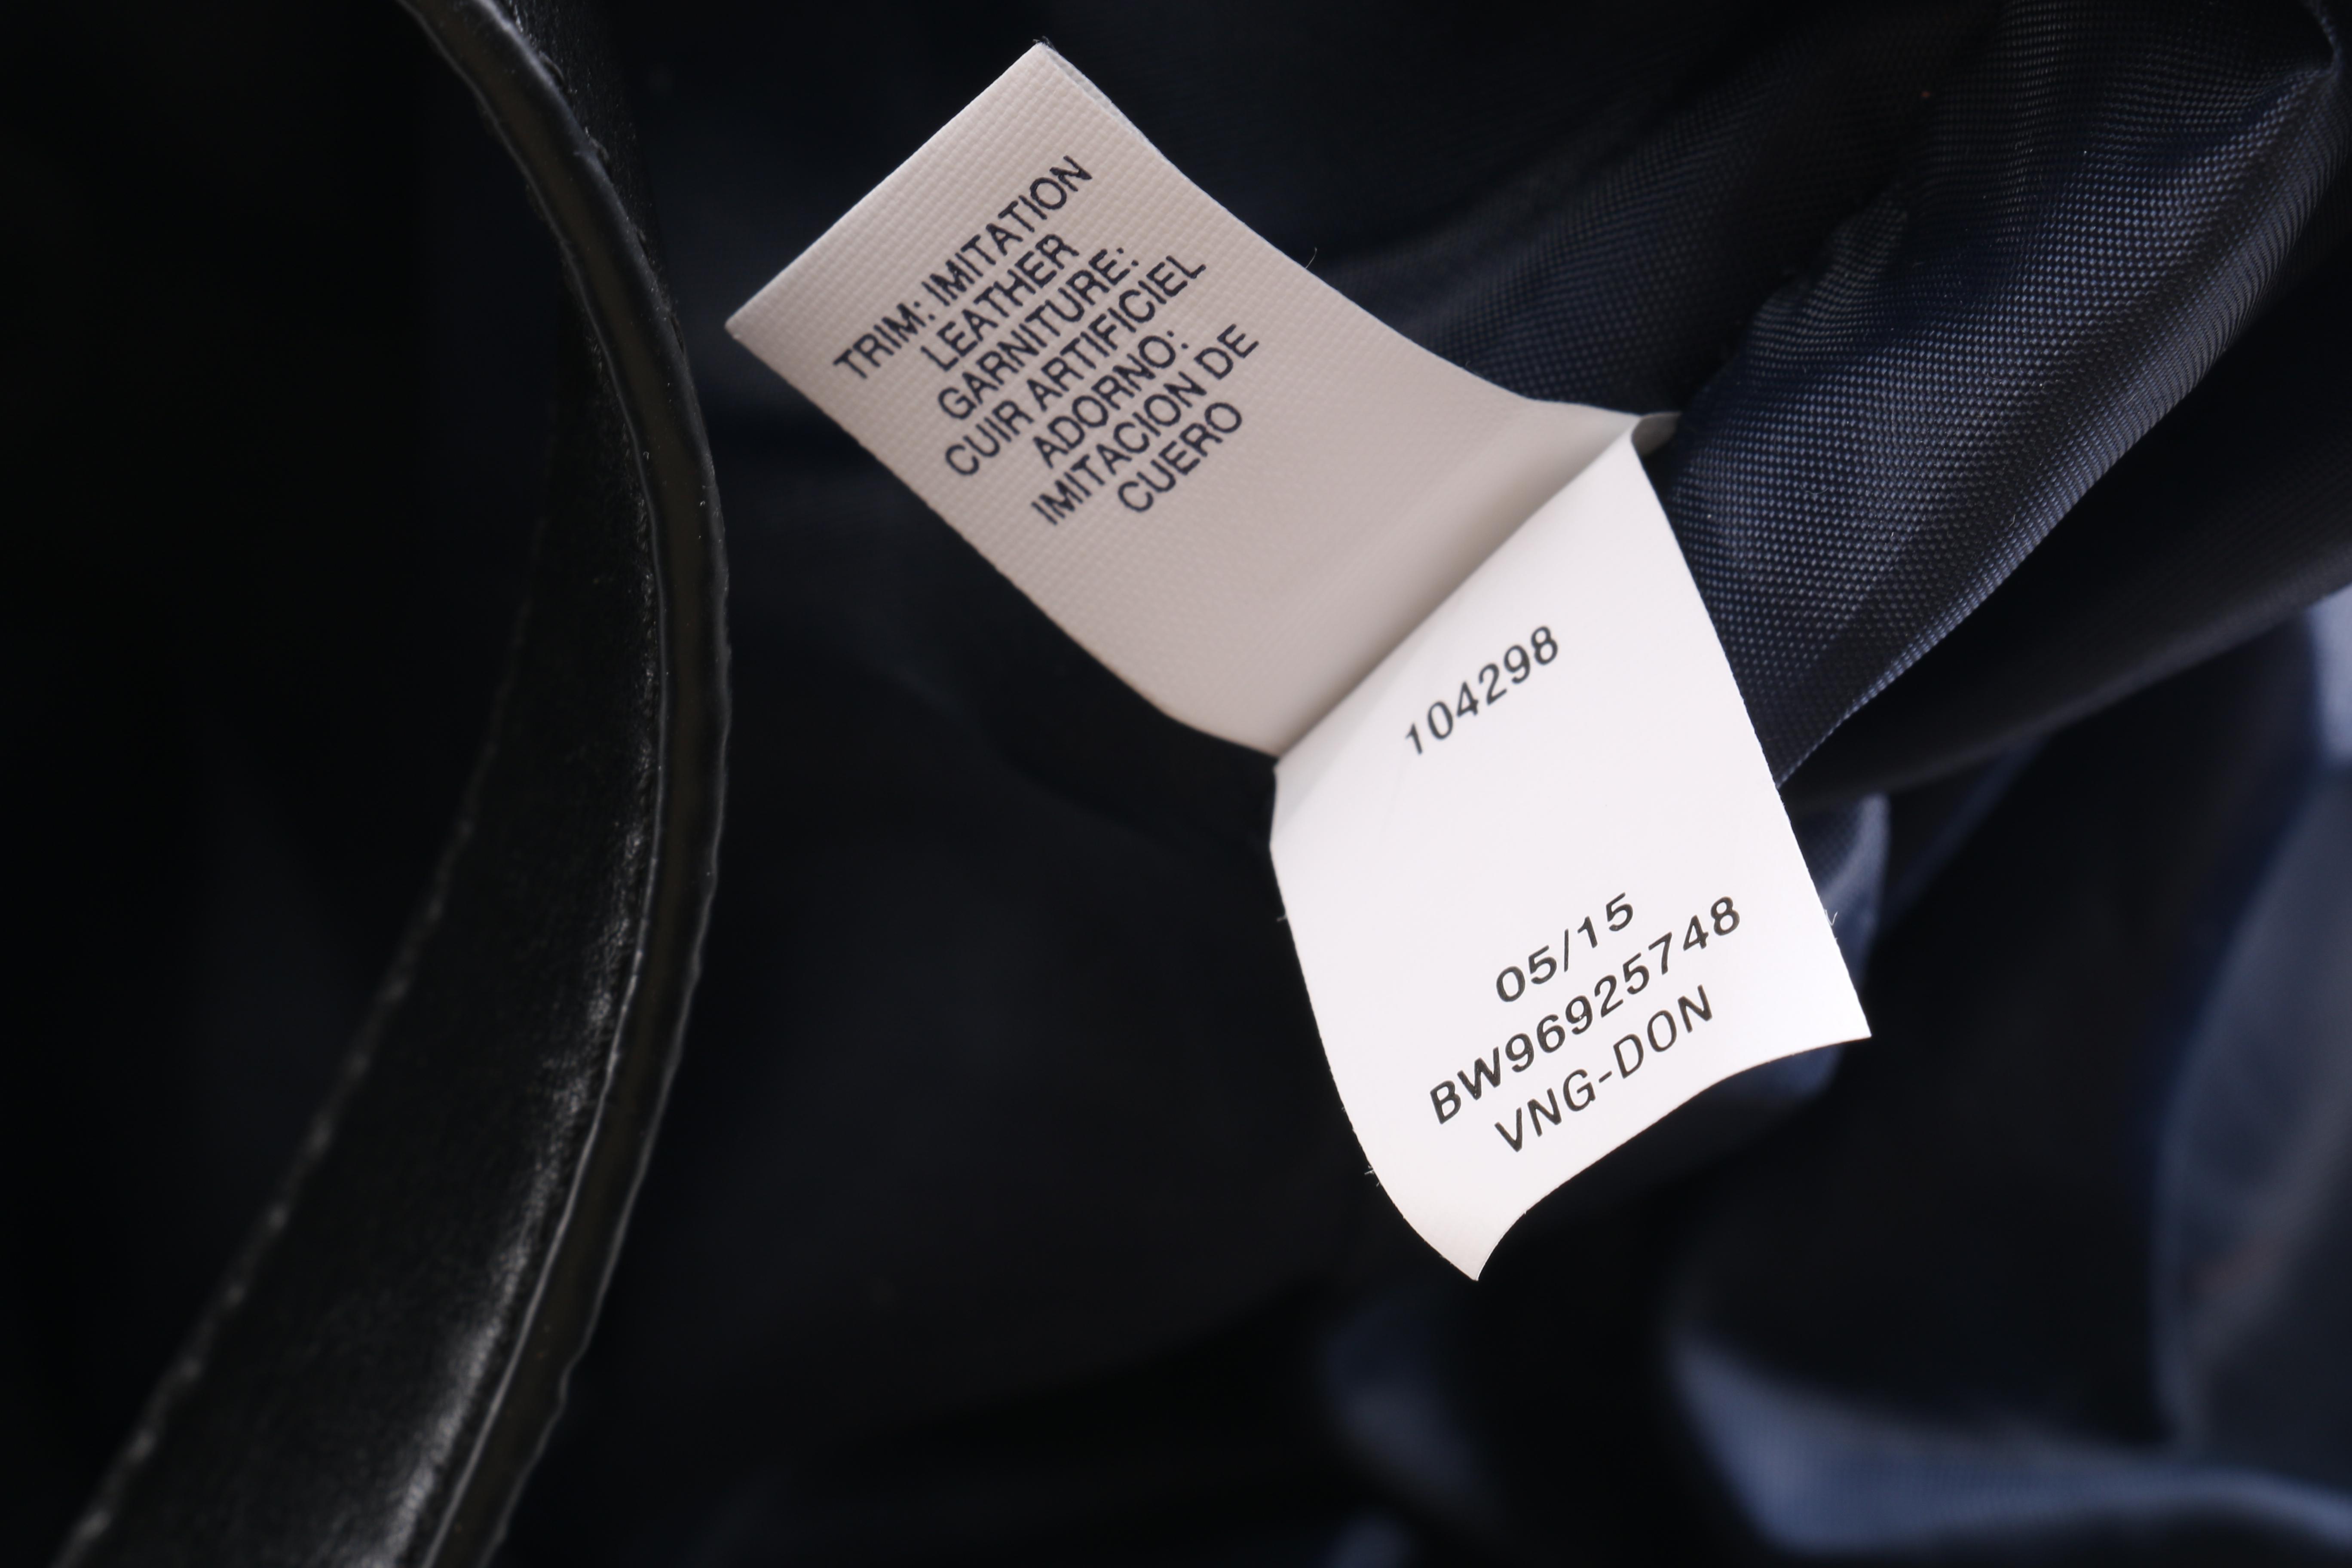 TRIM: IMITATION
LEATHER
GARNITURE:
CUIR ARTIFICIEL
ADORNO:
IMITACION DE
CUERO
104298
05/15
BW96925748
VNG-DON